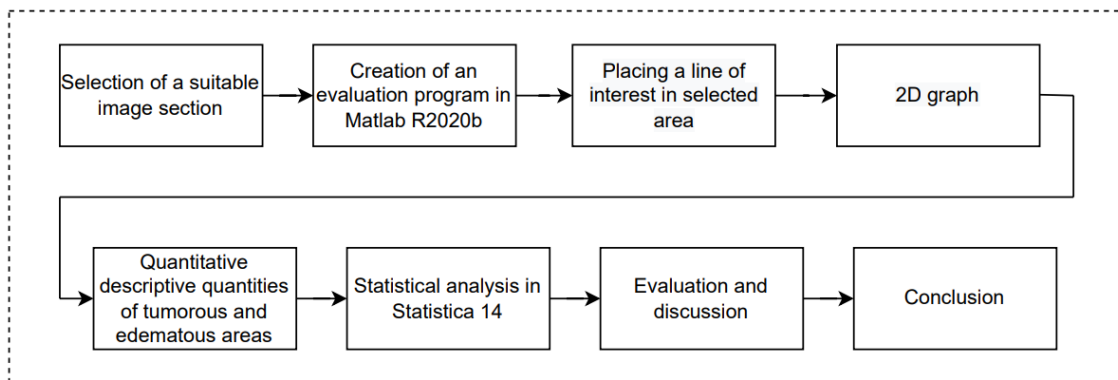 Selection of a suitable
image section
Creation of an
evaluation program in
Matlab R2020b
Placing a line of
interest in selected
area
2D graph
Quantitative
descriptive quantities
of tumorous and
edematous areas
Statistical analysis in
Statistica 14
Evaluation and
discussion
Conclusion